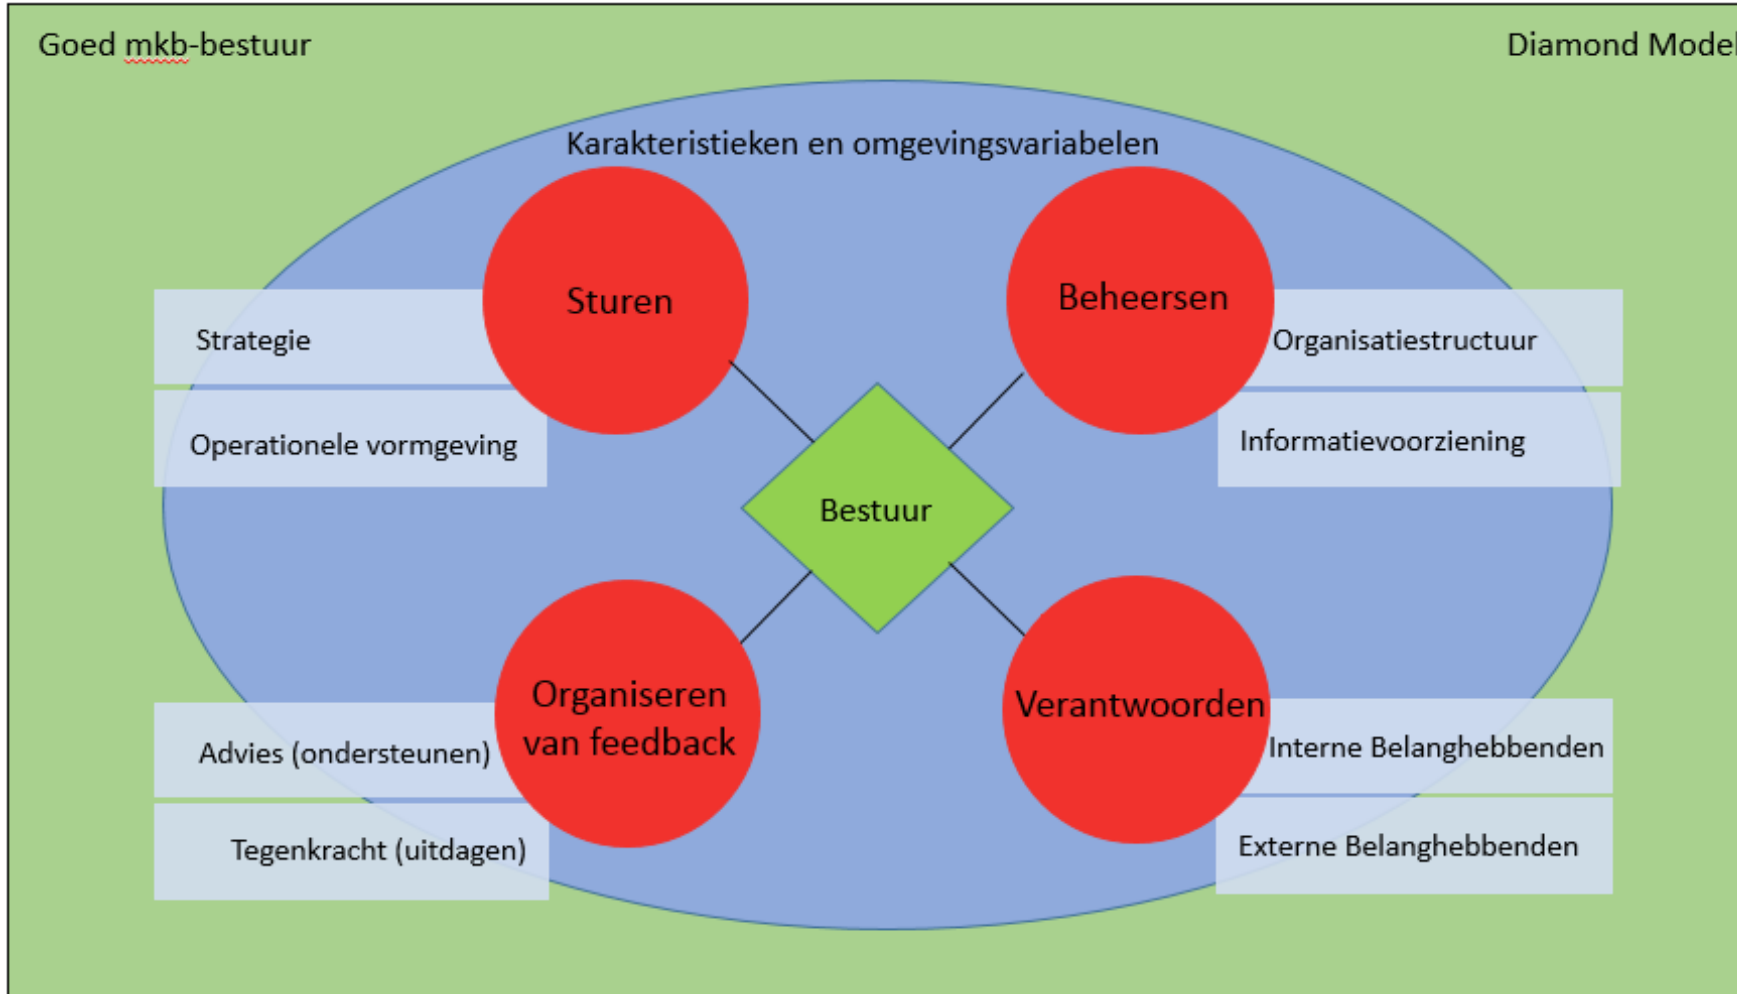 Goed mkb-bestuur
Diamond Model
Karakteristieken en omgevingsvariabelen
Sturen
Strategie
Operationele vormgeving
Beheersen
Organisatiestructuur
Informatievoorziening
Bestuur
Organiseren
van feedback
Advies (ondersteunen)
Tegenkracht (uitdagen)
Verantwoorden
Interne Belanghebbenden
Externe Belanghebbenden